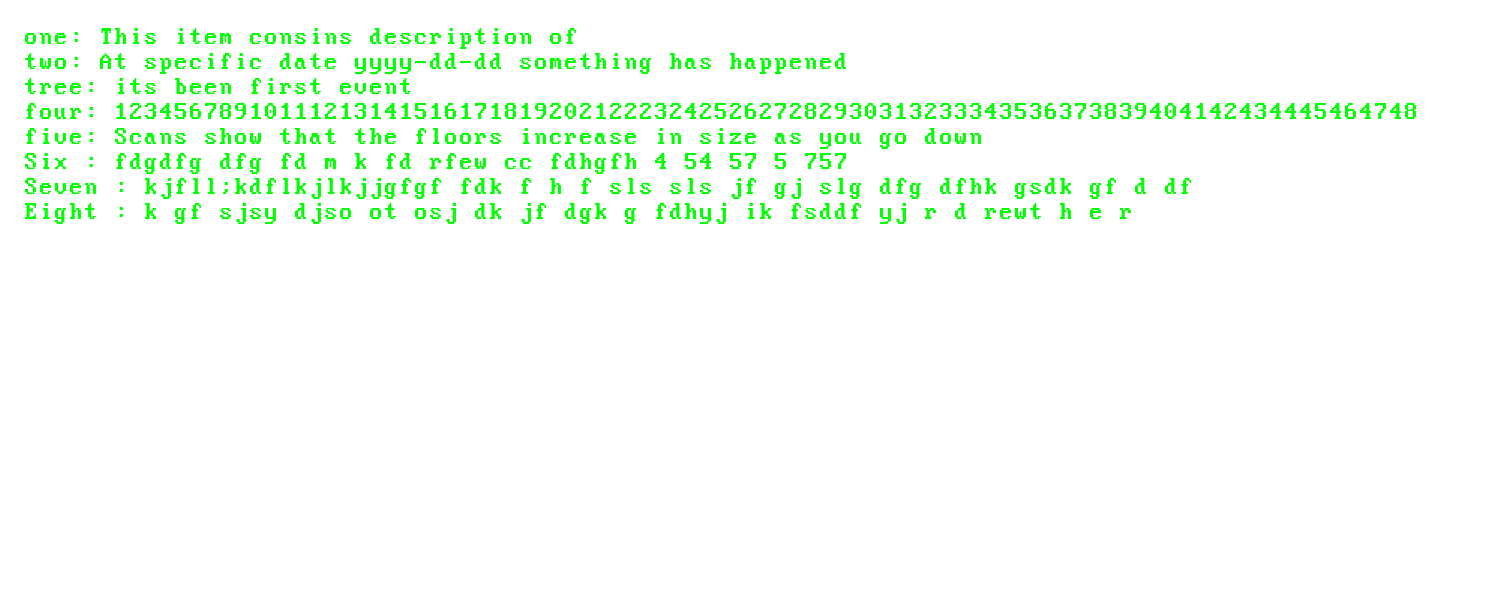 one: This item consins description of
two: At specific date yyyy-dd-dd something has happened
tree: its been first event
four: 123456789101112131415161718192021222324252627282930313233343536373839404142434445464748
five: Scans show that the floors increase in size as you go down
Six : fdgdfg dfg fd m k fd rfew cc fdhgfh 4 54 57 5 757
Seven : kjfll;kdflkjlkjjgfgf fdk f h f sls sls jf gj slg dfg dfhk gsdk gf d df
Eight : k gf sjsy djso ot osj dk jf dgk g fdhyj ik fsddf yj r d rewt h e r